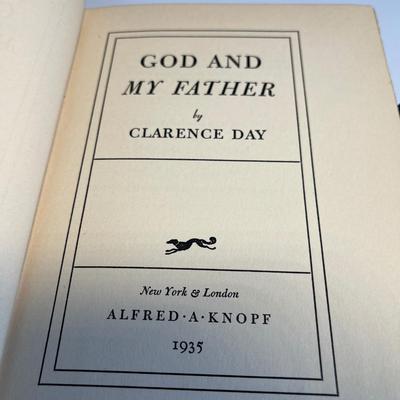 GOD AND
MY FATHER
by
CLARENCE DAY
New York & London
ALFRED·A·KNOPF
1935